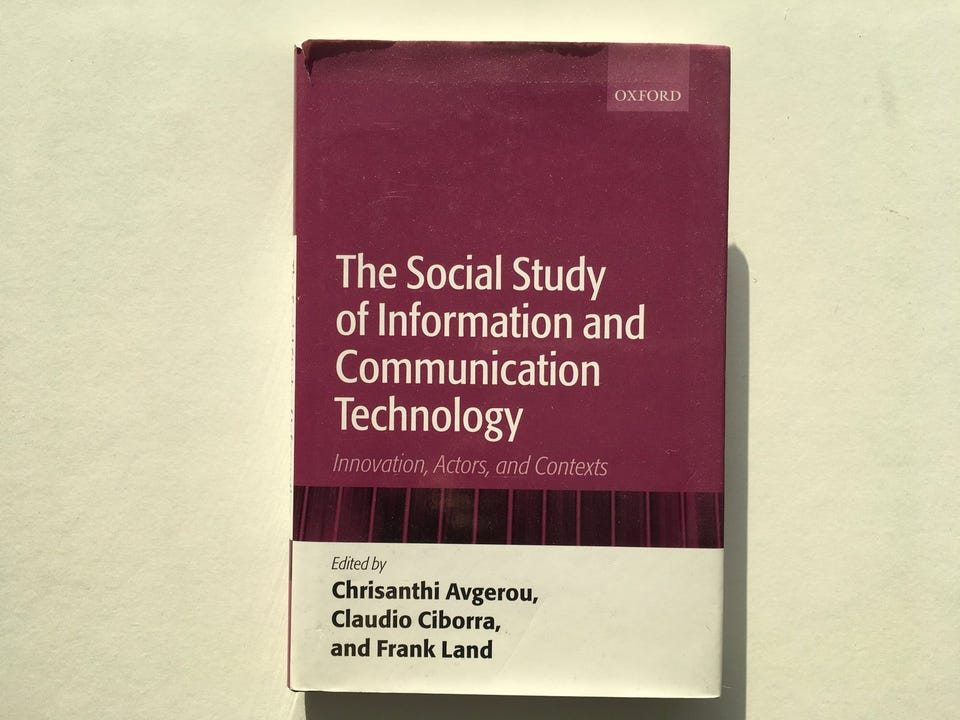 OXFORD
The Social Study
of Information and
Communication
Technology
Innovation, Actors, and Contexts
Edited by
Chrisanthi Avgerou,
Claudio Ciborra,
and Frank Land